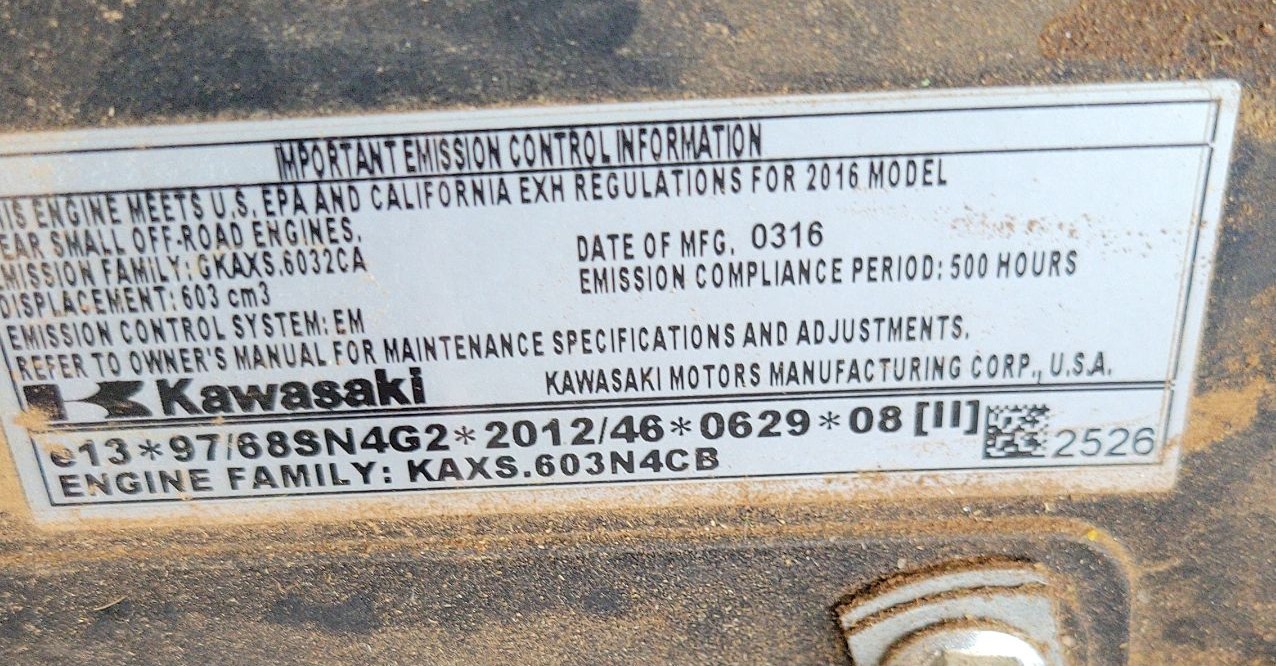 IMPORTANT EMISSION CONTROL INFORMATION
HIS ENGINE MEETS U.S. EPA AND CALIFORNIA EXH REGULATIONS FOR 2016 MODEL
EAR SMALL OFF-ROAD ENGINES.
EMISSION FAMILY: GKAXS.6032CA
DATE OF MFG. 0316
DISPLACEMENT: 603 cm3
EMISSION COMPLIANCE PERIOD: 500 HOURS
EMISSION CONTROL SYSTEM: EM
REFER TO OWNER'S MANUAL FOR MAINTENANCE SPECIFICATIONS AND ADJUSTMENTS.
Kawasaki KAWASAKI MOTORS MANUFACTURING CORP., U.S.A.
e13*97/68SN4G2*2012/46*0629*08 [II] 2526
ENGINE FAMILY: KAXS.603N4CB